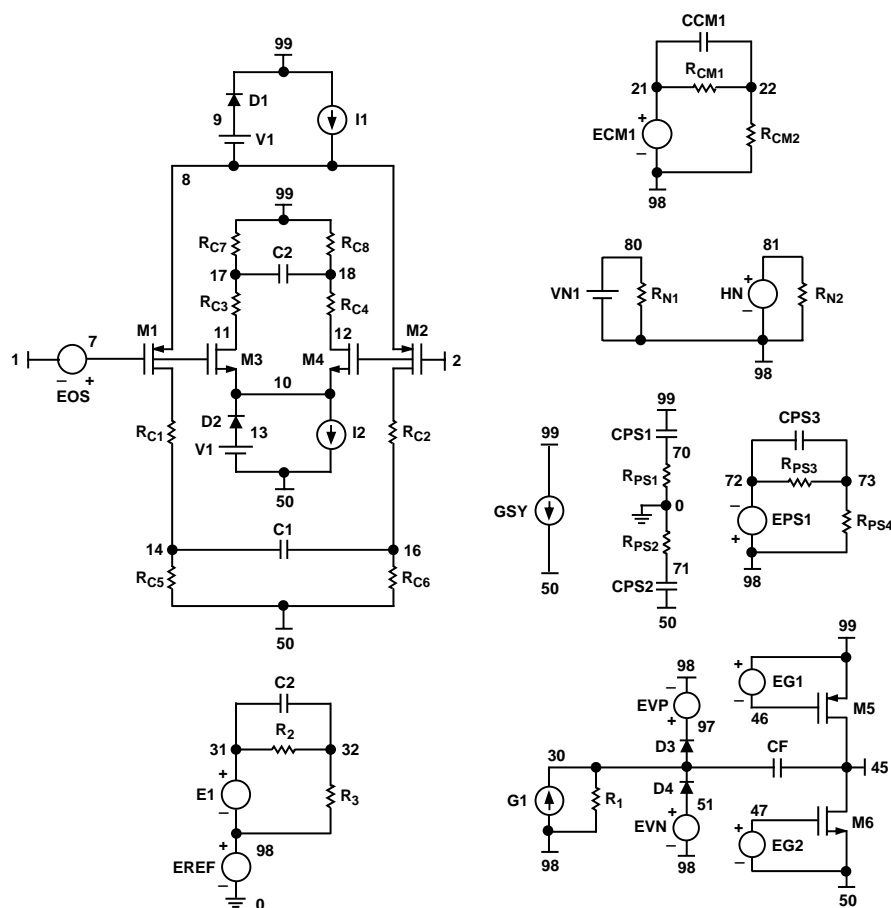 99
D1
9
V1
I1
8
99
RC7
RC8
C2
17
18
RC3
RC4
M1
11
12
M2
7
1
M3
M4
2
EOS
− +
10
D2
13
RC1
V1
I2
RC2
50
C1
14
16
RC5
RC6
50
C2
R2
31
32
+
E1
−
R3
98
+
EREF
−
0
CCM1
RCM1
21
22
+
ECM1
−
RCM2
98
80
81
VN1
RN1
+
HN
−
RN2
98
99
GSY
50
99
CPS1
70
RPS1
0
RPS2
71
CPS2
50
CPS3
RPS3
72
73
−
EPS1
+
RPS4
98
99
98
−
EVP
+
97
+
EG1
−
46
M5
30
D3
CF
45
G1
R1
D4
51
+
EVN
−
98
98
47
M6
+
EG2
−
50